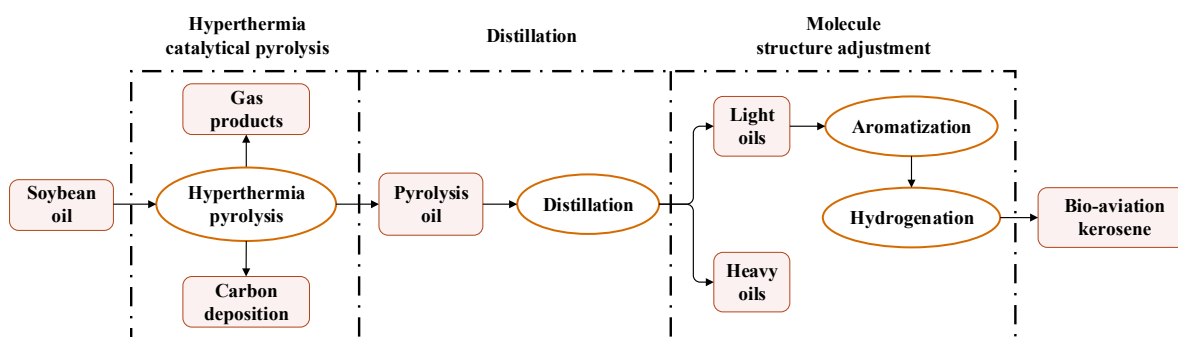 Hyperthermia
catalytical pyrolysis
Distillation
Molecule
structure adjustment
Gas
products
Light
oils
Aromatization
Soybean
oil
Hyperthermia
pyrolysis
Pyrolysis
oil
Distillation
Hydrogenation
Bio-aviation
kerosene
Heavy
oils
Carbon
deposition